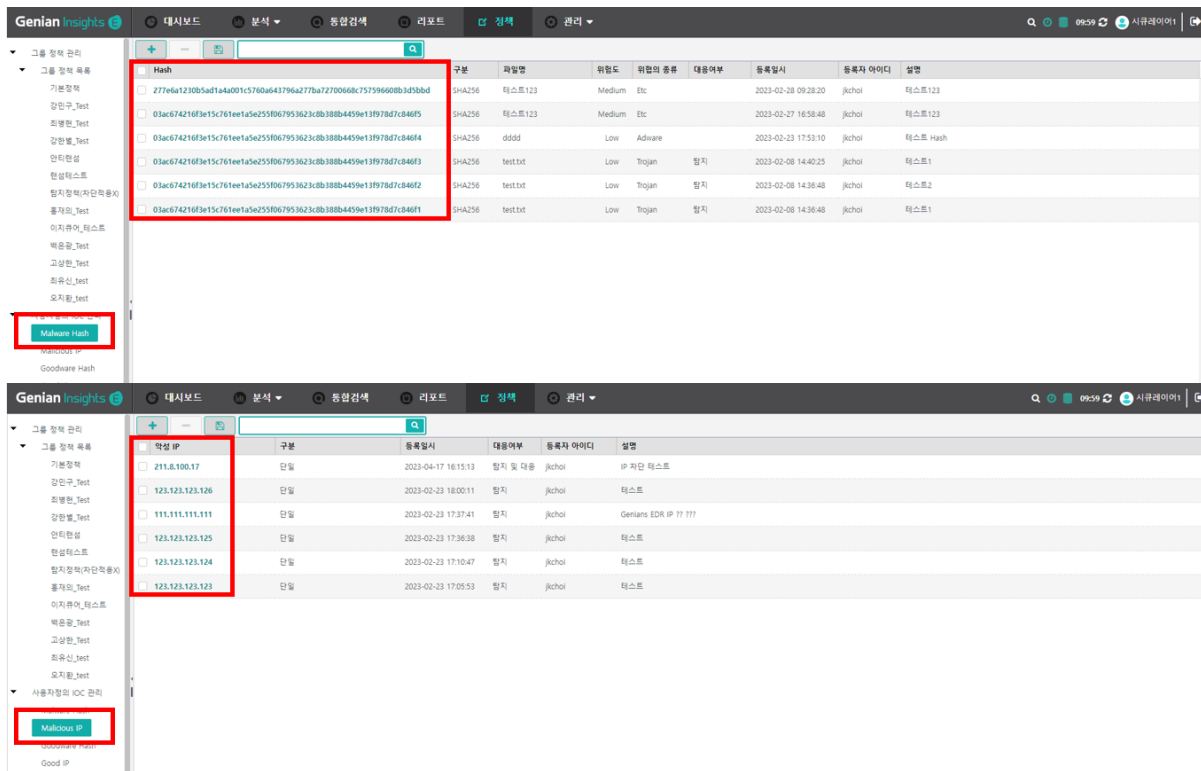 Genian Insights E 대시보드 분석 통합검색 리포트 정책 관리 09:59 시큐레이어1
그룹 정책 관리
그룹 정책 목록
기본정책
강민구_Test
최병현_Test
강한별_Test
안티랜섬
랜섬테스트
탐지정책(차단적용X)
홍재의_Test
이지큐어_테스트
백은광_Test
고상한_Test
최유신_test
오지환_test
Malware Hash
Malicious IP
Goodware Hash
Hash 구분 파일명 위험도 위협의 종류 대응여부 등록일시 등록자 아이디 설명
277e6a1230b5ad1a4a001c5760a643796a277ba72700668c757596608b3d5bbd SHA256 테스트123 Medium Etc 2023-02-28 09:28:20 jkchoi 테스트123
03ac674216f3e15c761ee1a5e255f067953623c8b388b4459e13f978d7c846f5 SHA256 테스트123 Medium Etc 2023-02-27 16:58:48 jkchoi 테스트123
03ac674216f3e15c761ee1a5e255f067953623c8b388b4459e13f978d7c846f4 SHA256 dddd Low Adware 2023-02-23 17:53:10 jkchoi 테스트 Hash
03ac674216f3e15c761ee1a5e255f067953623c8b388b4459e13f978d7c846f3 SHA256 test.txt Low Trojan 탐지 2023-02-08 14:40:25 jkchoi 테스트1
03ac674216f3e15c761ee1a5e255f067953623c8b388b4459e13f978d7c846f2 SHA256 test.txt Low Trojan 탐지 2023-02-08 14:36:48 jkchoi 테스트2
03ac674216f3e15c761ee1a5e255f067953623c8b388b4459e13f978d7c846f1 SHA256 test.txt Low Trojan 탐지 2023-02-08 14:36:48 jkchoi 테스트1
Genian Insights E 대시보드 분석 통합검색 리포트 정책 관리 09:59 시큐레이어1
그룹 정책 관리
그룹 정책 목록
기본정책
강민구_Test
최병현_Test
강한별_Test
안티랜섬
랜섬테스트
탐지정책(차단적용X)
홍재의_Test
이지큐어_테스트
백은광_Test
고상한_Test
최유신_test
오지환_test
사용자정의 IOC 관리
Malicious IP
Goodware Hash
Good IP
악성 IP 구분 등록일시 대응여부 등록자 아이디 설명
211.8.100.17 단일 2023-04-17 16:15:13 탐지 및 대응 jkchoi IP 차단 테스트
123.123.123.126 단일 2023-02-23 18:00:11 탐지 jkchoi 테스트
111.111.111.111 단일 2023-02-23 17:37:41 탐지 jkchoi Genians EDR IP ?? ???
123.123.123.125 단일 2023-02-23 17:36:38 탐지 jkchoi 테스트
123.123.123.124 단일 2023-02-23 17:10:47 탐지 jkchoi 테스트
123.123.123.123 단일 2023-02-23 17:05:53 탐지 jkchoi 테스트